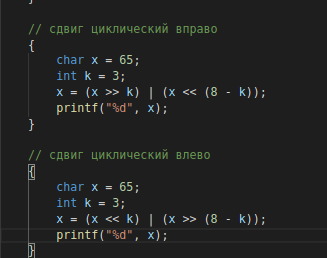 }
// сдвиг циклический вправо
{
char x = 65;
int k = 3;
x = (x >> k) | (x << (8 - k));
printf("%d", x);
}
// сдвиг циклический влево
{
char x = 65;
int k = 3;
x = (x << k) | (x >> (8 - k));
printf("%d", x);
}